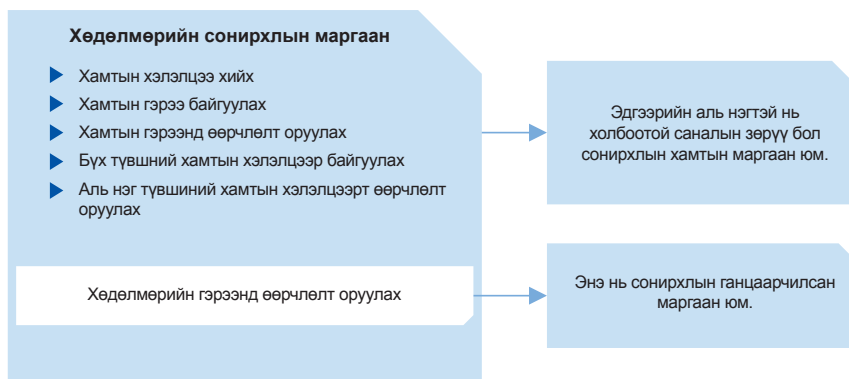 Хөдөлмөрийн сонирхлын маргаан
Хамтын хэлэлцээ хийх
Хамтын гэрээ байгуулах
Хамтын гэрээнд өөрчлөлт оруулах
Бүх түвшний хамтын хэлэлцээр байгуулах
Аль нэг түвшиний хамтын хэлэлцээрт өөрчлөлт
оруулах
Хөдөлмөрийн гэрээнд өөрчлөлт оруулах
Эдгээрийн аль нэгтэй нь
холбоотой саналын зөрүү бол
сонирхлын хамтын маргаан юм.
Энэ нь сонирхлын ганцаарчилсан
маргаан юм.